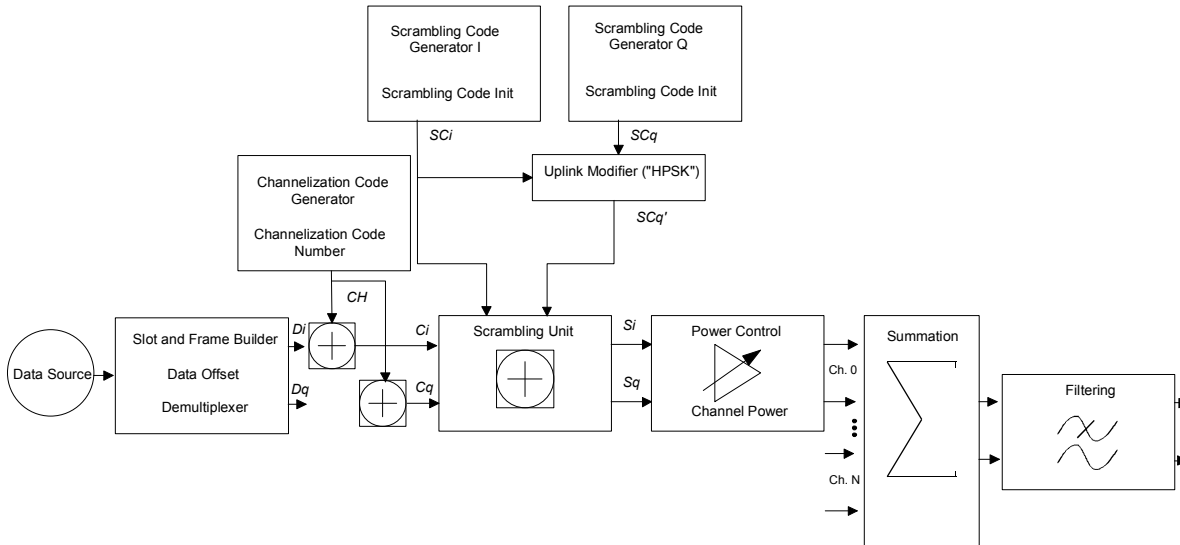 Scrambling Code
Generator I
Scrambling Code Init
Scrambling Code
Generator Q
Scrambling Code Init
SCi
SCq
Uplink Modifier ("HPSK")
SCq'
Channelization Code
Generator
Channelization Code
Number
CH
Data Source
Slot and Frame Builder
Data Offset
Demultiplexer
Di
Dq
Ci
Cq
Scrambling Unit
Si
Sq
Power Control
Channel Power
Ch. 0
Ch. N
Summation
Filtering